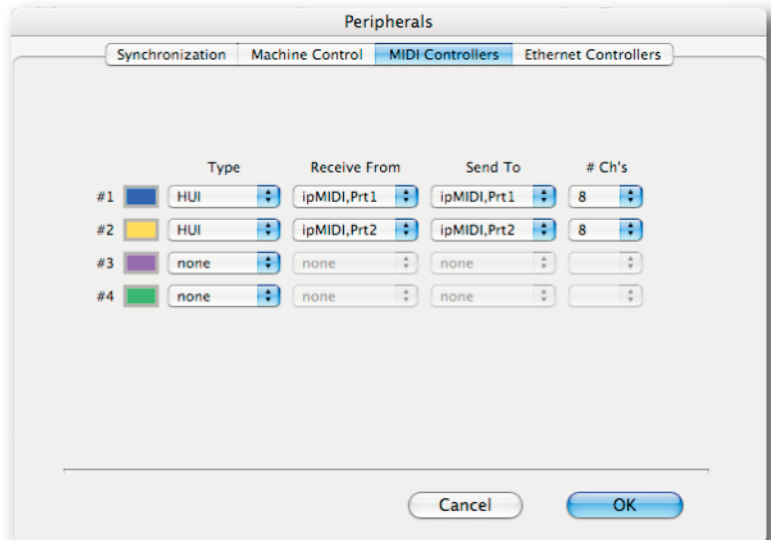 Peripherals
Synchronization Machine Control MIDI Controllers Ethernet Controllers
Type Receive From Send To # Ch's
#1 HUI ipMIDI,Prt1 ipMIDI,Prt1 8
#2 HUI ipMIDI,Prt2 ipMIDI,Prt2 8
#3 none none none
#4 none none none
Cancel OK